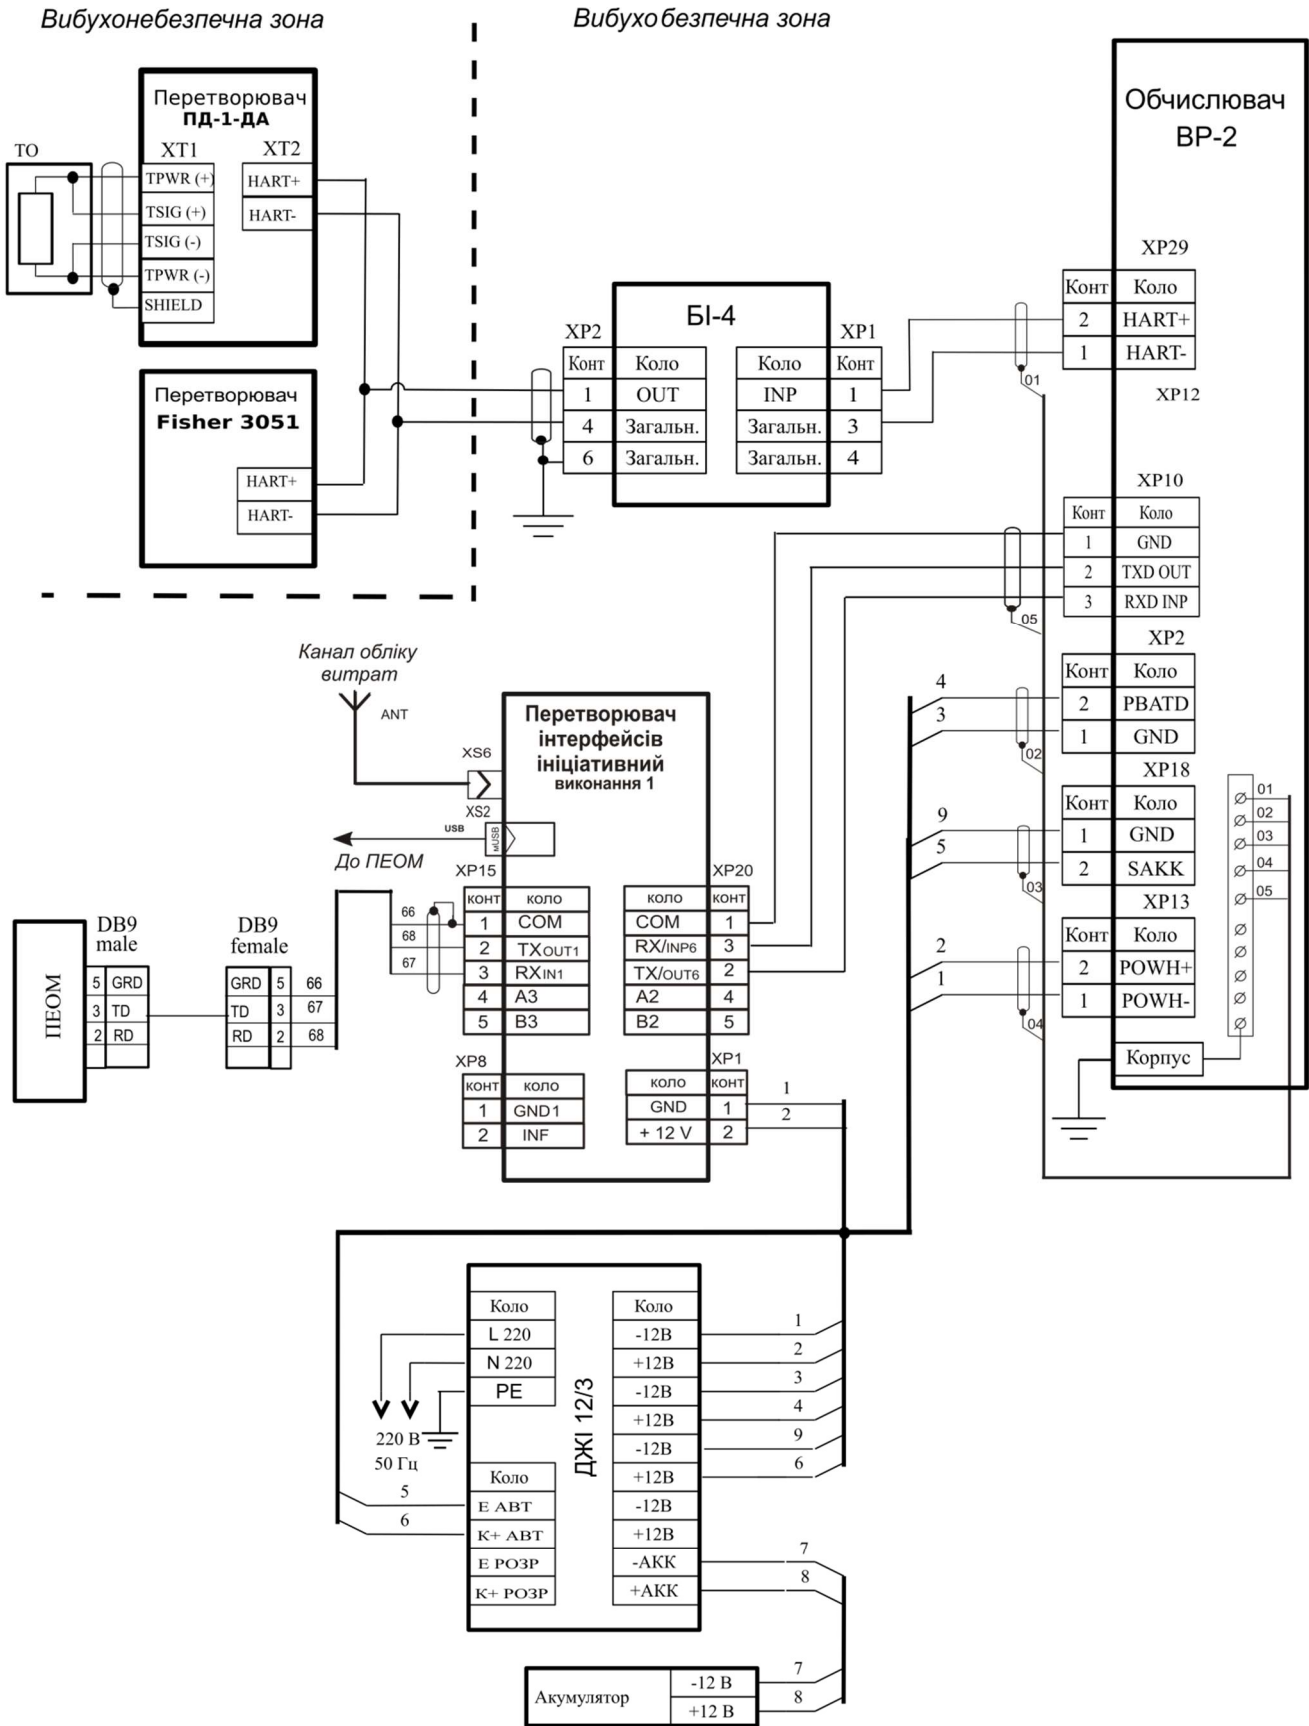 Вибухонебезпечна зона
Вибухобезпечна зона
Перетворювач
ПД-1-ДА
ТО
XT1
XT2
TPWR (+)
TSIG (+)
TSIG (-)
TPWR (-)
SHIELD
HART+
HART-
Перетворювач
Fisher 3051
HART+
HART-
БІ-4
XP2
Конт Коло
1 OUT
4 Загальн.
6 Загальн.
XP1
Коло Конт
INP 1
Загальн. 3
Загальн. 4
Обчислювач
ВР-2
XP29
Конт Коло
2 HART+
1 HART-
01
XP12
XP10
Конт Коло
1 GND
2 TXD OUT
3 RXD INP
05
XP2
Конт Коло
2 PBATD
1 GND
4
3
02
XP18
Конт Коло
1 GND
2 SAKK
9
5
03
XP13
Конт Коло
2 POWH+
1 POWH-
2
1
04
01
02
03
04
05
Корпус
Канал обліку
витрат
ANT
XS6
XS2
USB
мUSB
До ПЕОМ
Перетворювач
інтерфейсів
ініціативний
виконання 1
XP15
конт коло
1 COM
2 TXOUT1
3 RXIN1
4 A3
5 B3
66
68
67
XP20
коло конт
COM 1
RX/INP6 3
TX/OUT6 2
A2 4
B2 5
XP8
конт коло
1 GND1
2 INF
XP1
коло конт
GND 1
+ 12 V 2
1
2
ПЕОМ
DB9
male
5 GRD
3 TD
2 RD
DB9
female
GRD 5 66
TD 3 67
RD 2 68
ДЖІ 12/3
Коло
L 220
N 220
PE
220 В
50 Гц
Коло
Е АВТ
К+ АВТ
Е РОЗР
К+ РОЗР
5
6
Коло
-12В 1
+12В 2
-12В 3
+12В 4
-12В 9
+12В 6
-12В
+12В
-АКК 7
+АКК 8
Акумулятор
-12 В 7
+12 В 8